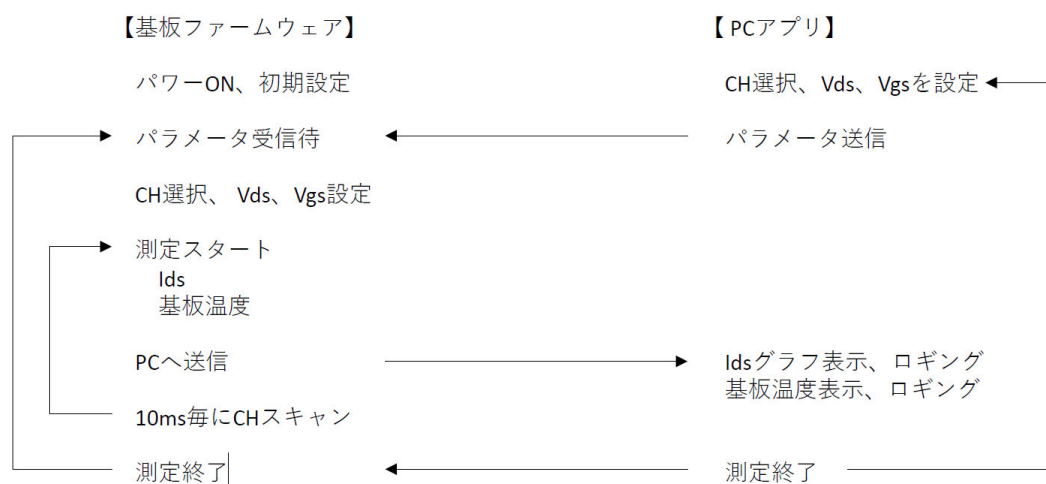 【基板ファームウェア】
パワーON、初期設定
パラメータ受信待
CH選択、 Vds、Vgs設定
測定スタート
Ids
基板温度
PCへ送信
10ms毎にCHスキャン
測定終了
【 PCアプリ】
CH選択、Vds、Vgsを設定
パラメータ送信
Idsグラフ表示、ロギング
基板温度表示、ロギング
測定終了